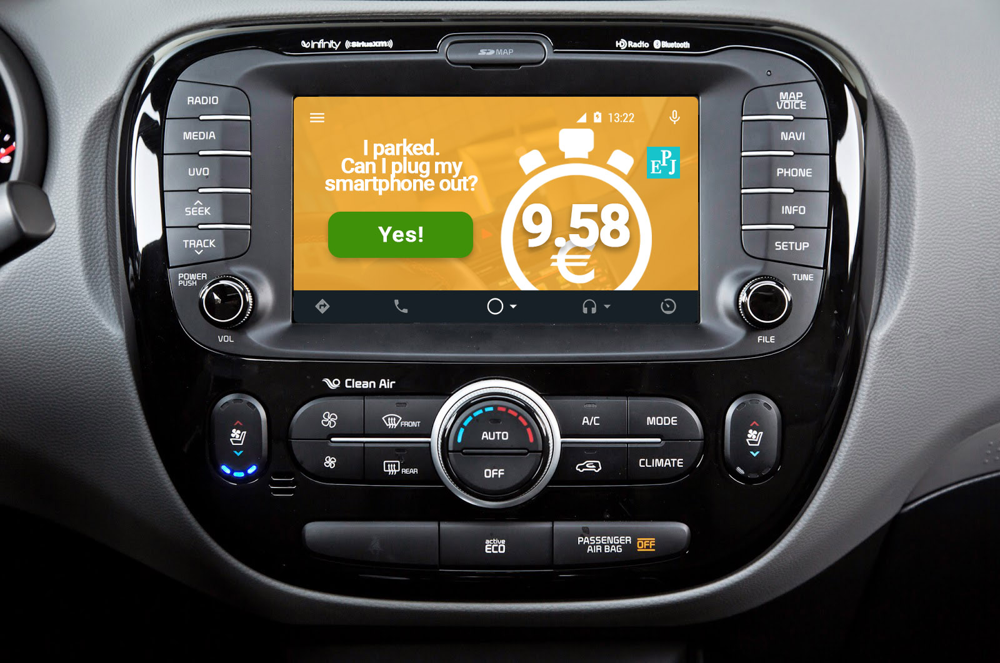 infinity ((SiriusXM))
SD MAP
HD Radio Bluetooth
RADIO
MEDIA
UVO
SEEK
TRACK
POWER
PUSH
VOL
13:22
I parked.
Can I plug my
smartphone out?
Yes!
9.58
€
EPJ
MAP
VOICE
NAVI
PHONE
INFO
SETUP
TUNE
FILE
Clean Air
FRONT
REAR
AUTO
OFF
A/C
MODE
CLIMATE
active
ECO
PASSENGER
AIR BAG
OFF